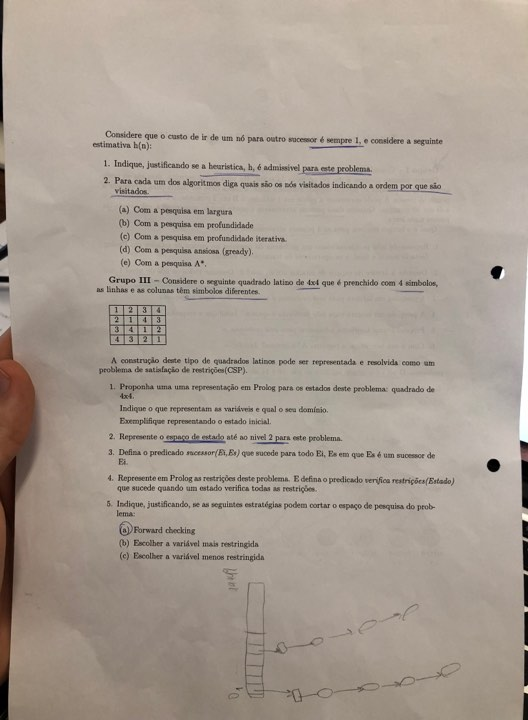 Considere que o custo de ir de um nó para outro sucessor é sempre 1, e considere a seguinte
estimativa h(n):
1. Indique, justificando se a heuristica, h, é admissivel para este problema.
2. Para cada um dos algoritmos diga quais são os nós visitados indicando a ordem por que são
visitados.
(a) Com a pesquisa em largura
(b) Com a pesquisa em profundidade
(c) Com a pesquisa em profundidade iterativa.
(d) Com a pesquisa ansiosa (gready).
(e) Com a pesquisa A*.
Grupo III – Considere o seguinte quadrado latino de 4x4 que é prenchido com 4 simbolos,
as linhas e as colunas têm simbolos diferentes.
1 2 3 4
2 1 4 3
3 4 1 2
4 3 2 1
A construção deste tipo de quadrados latinos pode ser representada e resolvida como um
problema de satisfação de restrições(CSP).
1. Proponha uma uma representação em Prolog para os estados deste problema: quadrado de
4x4.
Indique o que representam as variáveis e qual o seu domínio.
Exemplifique representando o estado inicial.
2. Represente o espaço de estado até ao nivel 2 para este problema.
3. Defina o predicado sucessor(Ei,Es) que sucede para todo Ei, Es em que Es é um sucessor de
Ei.
4. Represente em Prolog as restrições deste problema. E defina o predicado verifica restrições(Estado)
que sucede quando um estado verifica todas as restrições.
5. Indique, justificando, se as seguintes estratégias podem cortar o espaço de pesquisa do prob-
lema:
(a) Forward checking
(b) Escolher a variável mais restringida
(c) Escolher a variável menos restringida